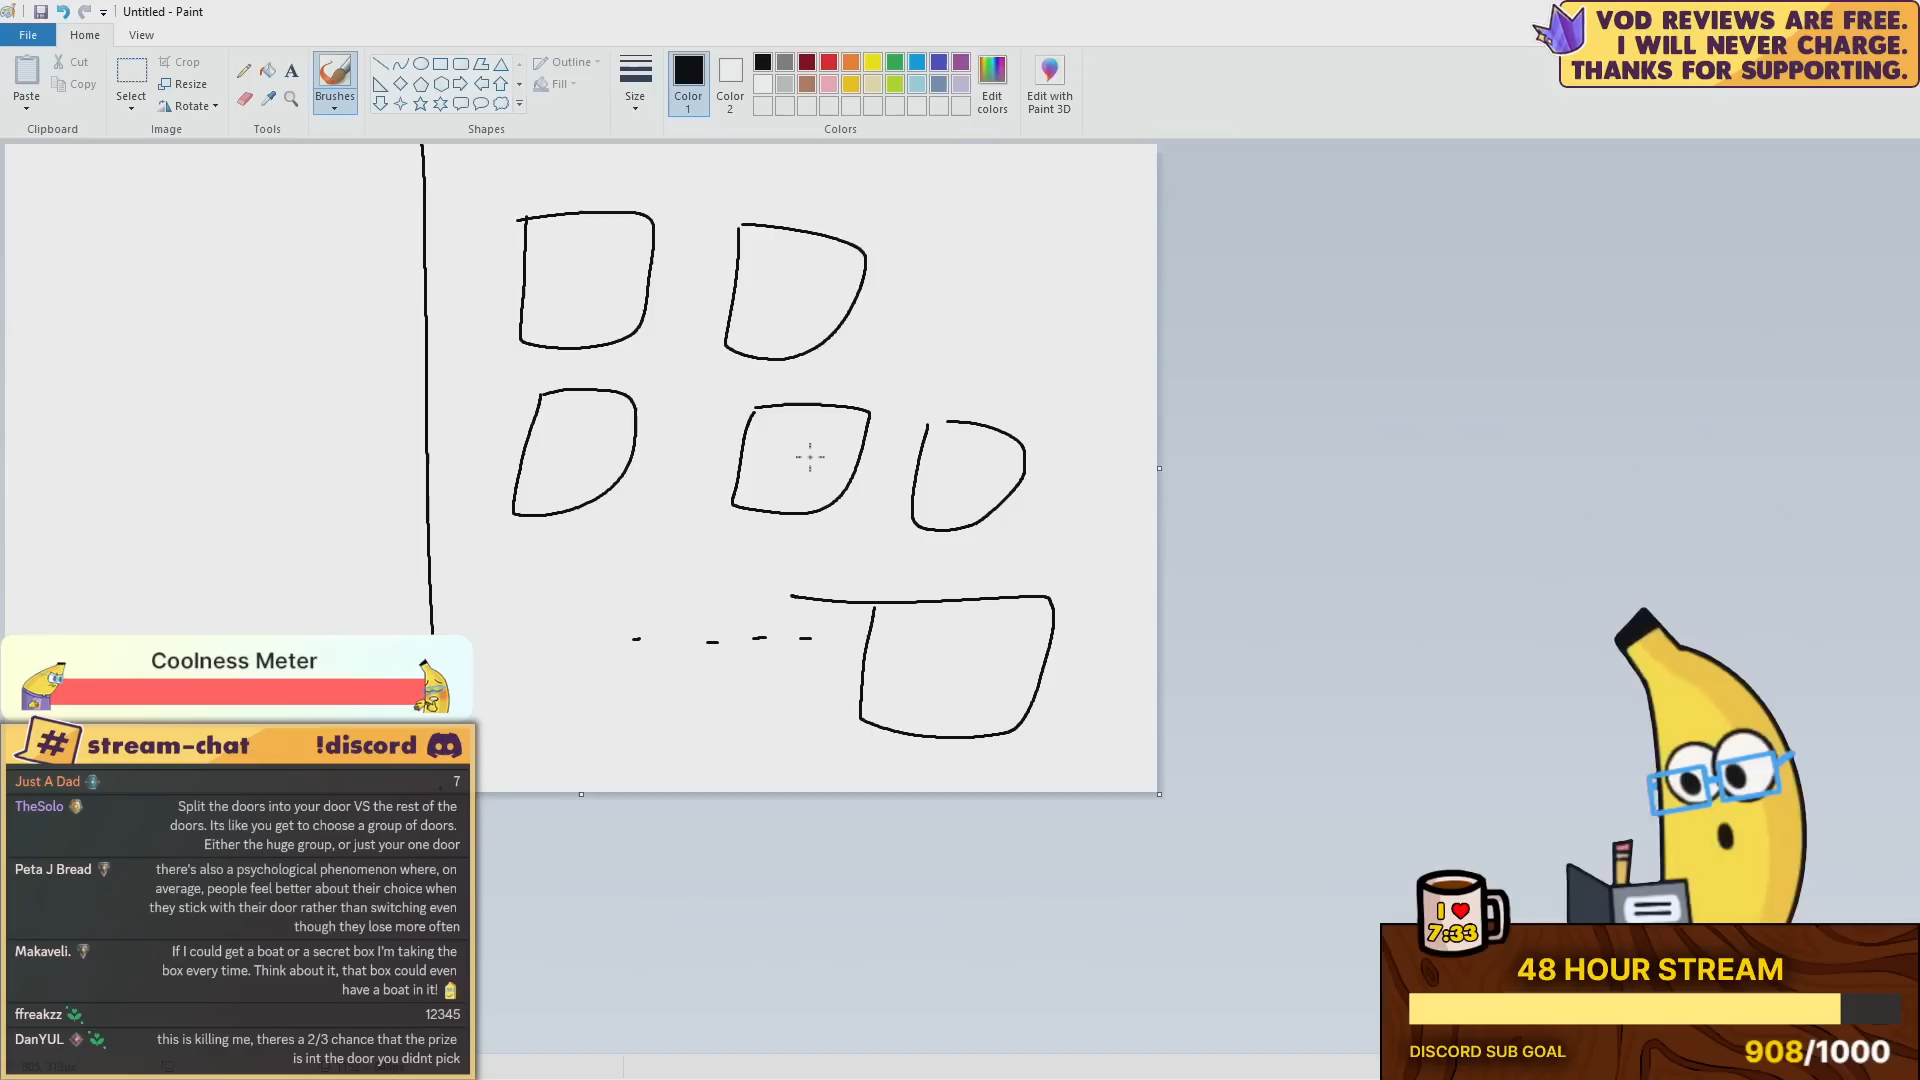 Untitled - Paint
File
Home
View
Paste
Cut
Copy
Clipboard
Select
Crop
Resize
Rotate
Image
A
Tools
Brushes
Shapes
Outline
Fill
Size
Color
1
Color
2
Edit
colors
Colors
Edit with
Paint 3D
VOD REVIEWS ARE FREE.
I WILL NEVER CHARGE.
THANKS FOR SUPPORTING.
Coolness Meter
# stream-chat
!discord
Just A Dad
7
TheSolo
Split the doors into your door VS the rest of the
doors. Its like you get to choose a group of doors.
Either the huge group, or just your one door
Peta J Bread
there's also a psychological phenomenon where, on
average, people feel better about their choice when
they stick with their door rather than switching even
though they lose more often
Makaveli.
If I could get a boat or a secret box I'm taking the
box every time. Think about it, that box could even
have a boat in it!
ffreakzz
12345
DanYUL
this is killing me, theres a 2/3 chance that the prize
is int the door you didnt pick
I
7:33
48 HOUR STREAM
DISCORD SUB GOAL
908/1000